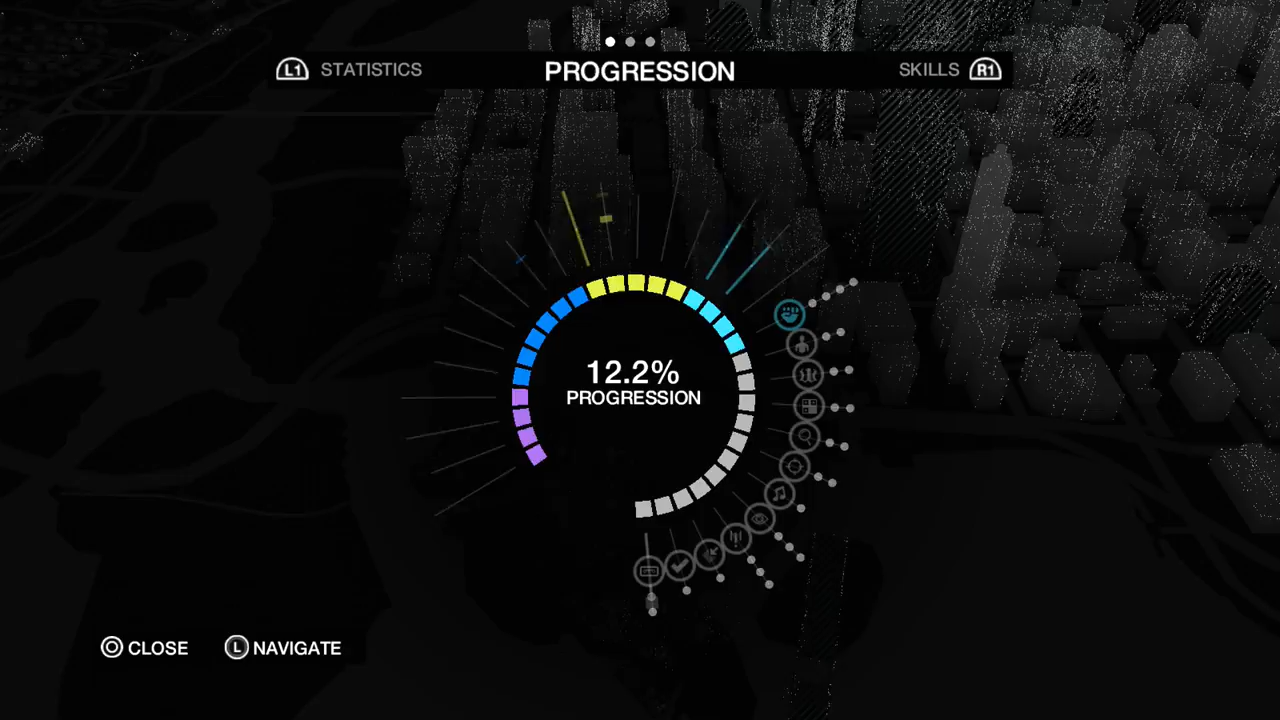 L1 STATISTICS
PROGRESSION
SKILLS R1
12.2%
PROGRESSION
CLOSE
L NAVIGATE